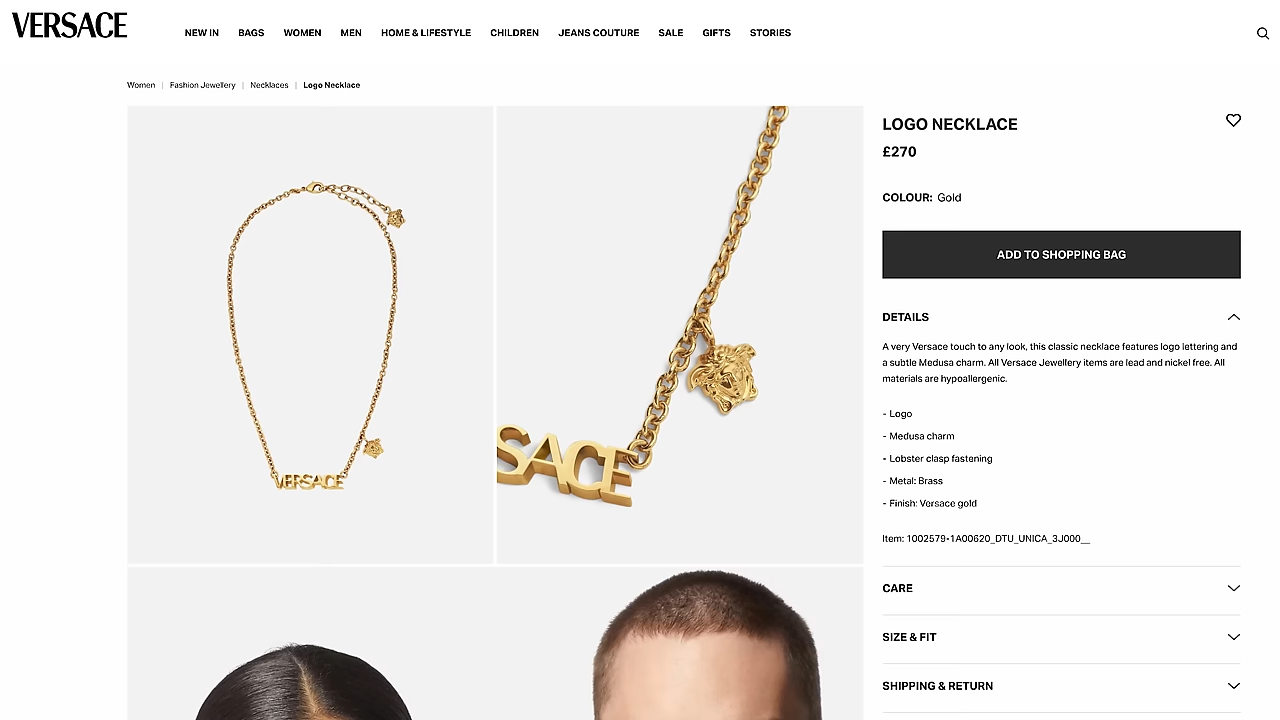 VERSACE
NEW IN BAGS WOMEN MEN HOME & LIFESTYLE CHILDREN JEANS COUTURE SALE GIFTS STORIES
Women | Fashion Jewellery | Necklaces | Logo Necklace
VERSACE
SACE
LOGO NECKLACE
£270
COLOUR: Gold
ADD TO SHOPPING BAG
DETAILS
A very Versace touch to any look, this classic necklace features logo lettering and
a subtle Medusa charm. All Versace Jewellery items are lead and nickel free. All
materials are hypoallergenic.
- Logo
- Medusa charm
- Lobster clasp fastening
- Metal: Brass
- Finish: Versace gold
Item: 1002579-1A00620_DTU_UNICA_3J000__
CARE
SIZE & FIT
SHIPPING & RETURN